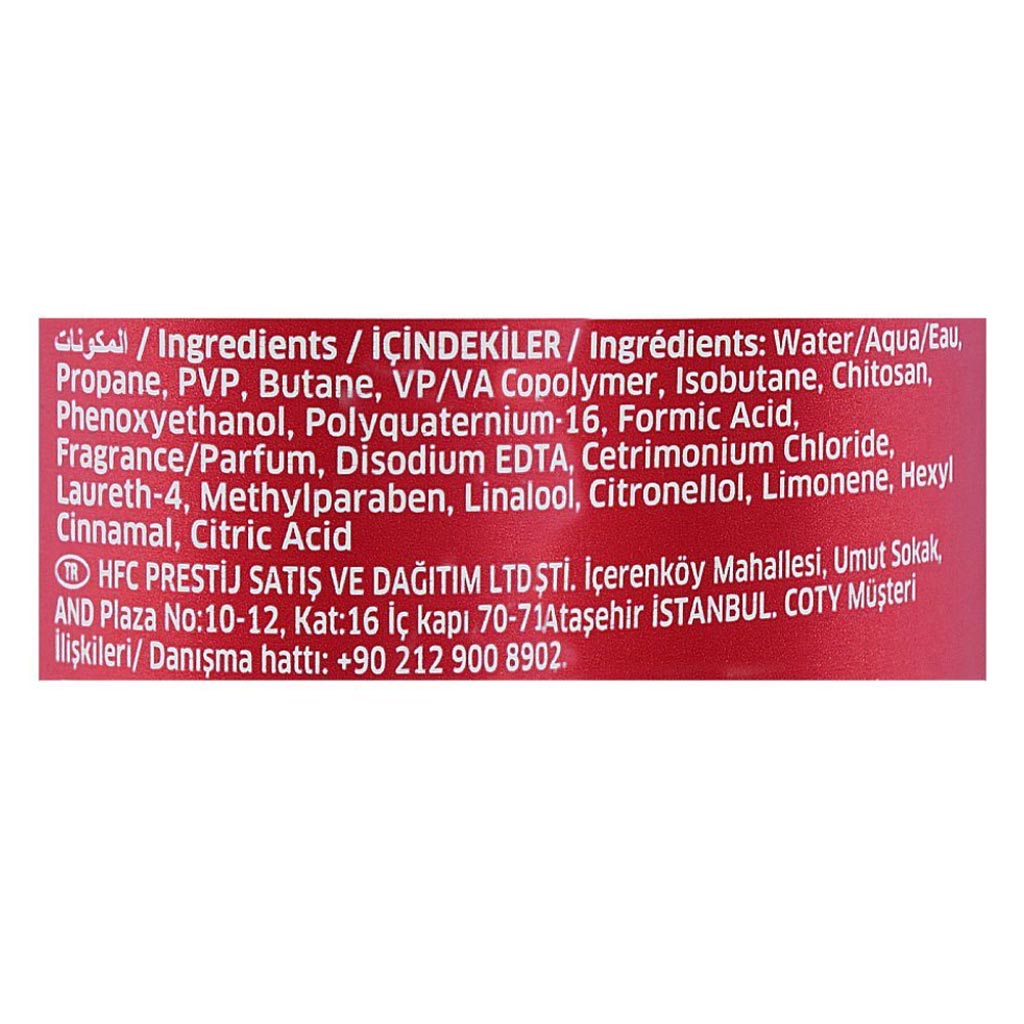 المكونات / Ingredients / İÇİNDEKİLER / Ingrédients: Water/Aqua/Eau,
Propane, PVP, Butane, VP/VA Copolymer, Isobutane, Chitosan,
Phenoxyethanol, Polyquaternium-16, Formic Acid,
Fragrance/Parfum, Disodium EDTA, Cetrimonium Chloride,
Laureth-4, Methylparaben, Linalool, Citronellol, Limonene, Hexyl
Cinnamal, Citric Acid
TR HFC PRESTİJ SATIŞ VE DAĞITIM LTDŞTİ. İçerenköy Mahallesi, Umut Sokak,
AND Plaza No:10-12, Kat:16 İç kapı 70-71Ataşehir İSTANBUL. COTY Müşteri
İlişkileri/ Danışma hattı: +90 212 900 8902.